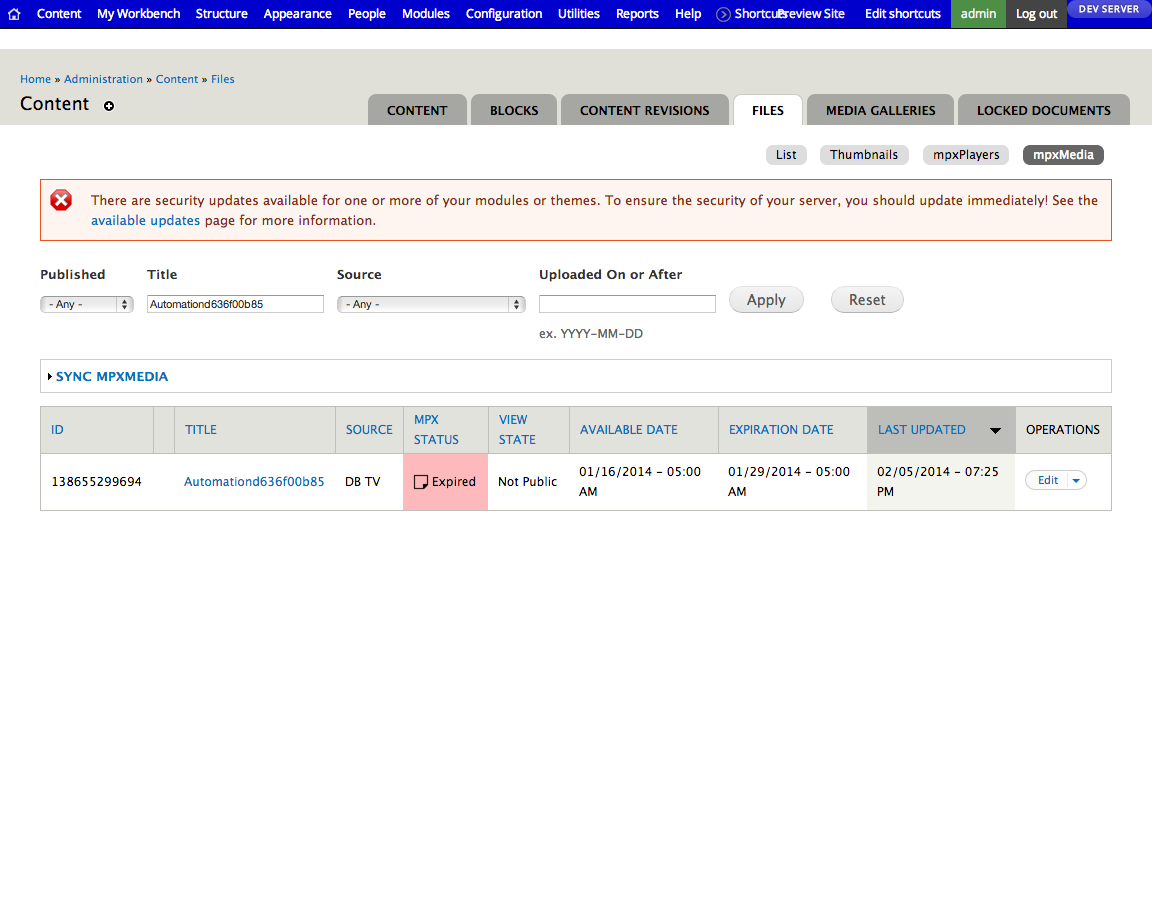 Content My Workbench Structure Appearance People Modules Configuration Utilities Reports Help Shortcuts Preview Site Edit shortcuts admin Log out DEV SERVER
Home » Administration » Content » Files
Content
CONTENT BLOCKS CONTENT REVISIONS FILES MEDIA GALLERIES LOCKED DOCUMENTS
List Thumbnails mpxPlayers mpxMedia
There are security updates available for one or more of your modules or themes. To ensure the security of your server, you should update immediately! See the
available updates page for more information.
Published Title Source Uploaded On or After
- Any - Automationd636f00b85 - Any - Apply Reset
ex. YYYY-MM-DD
SYNC MPXMEDIA
ID TITLE SOURCE MPX STATUS VIEW STATE AVAILABLE DATE EXPIRATION DATE LAST UPDATED OPERATIONS
138655299694 Automationd636f00b85 DB TV Expired Not Public 01/16/2014 - 05:00 AM 01/29/2014 - 05:00 AM 02/05/2014 - 07:25 PM Edit